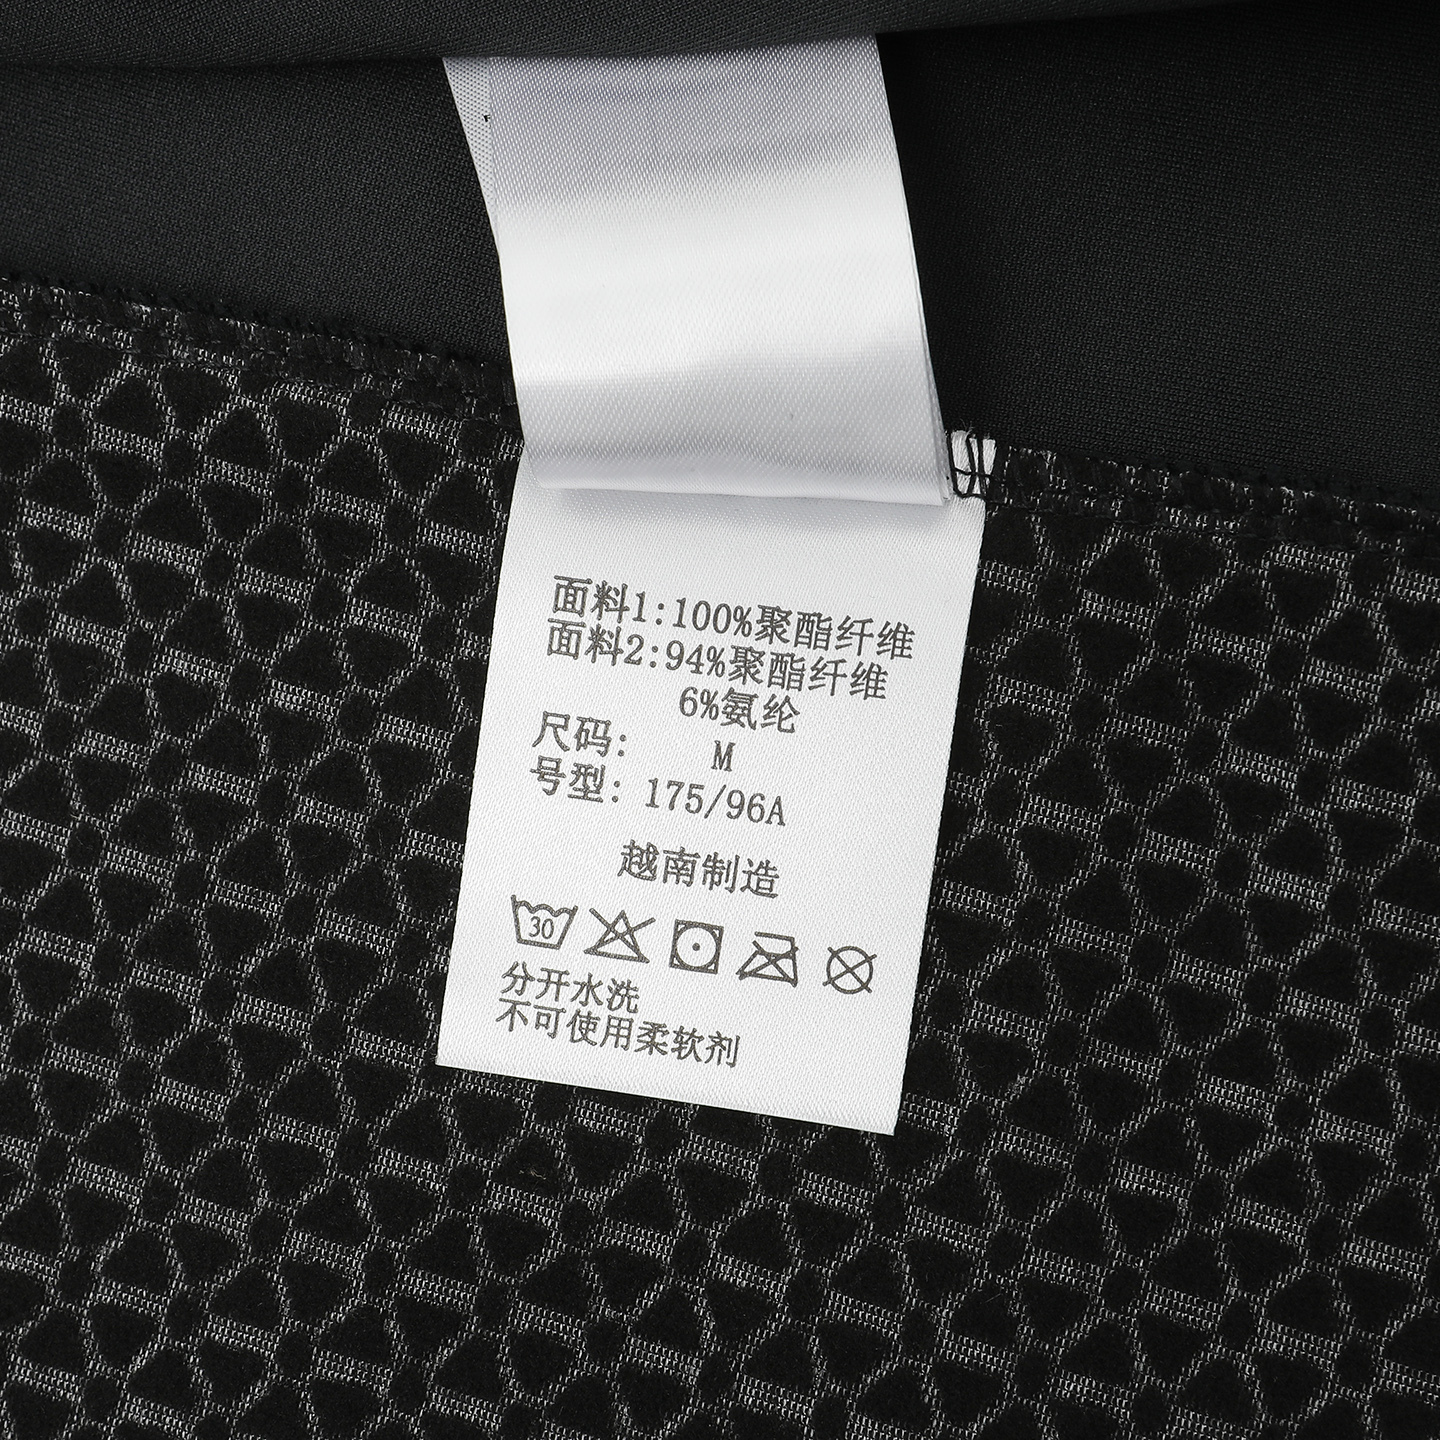 面料1:100%聚酯纤维
面料2:94%聚酯纤维
6%氨纶
尺码: M
号型: 175/96A
越南制造
30
分开水洗
不可使用柔软剂